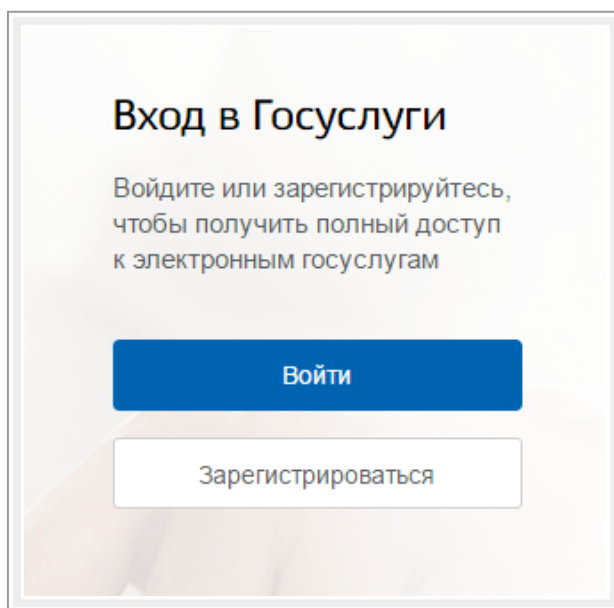 Вход в Госуслуги
Войдите или зарегистрируйтесь,
чтобы получить полный доступ
к электронным госуслугам
Войти
Зарегистрироваться